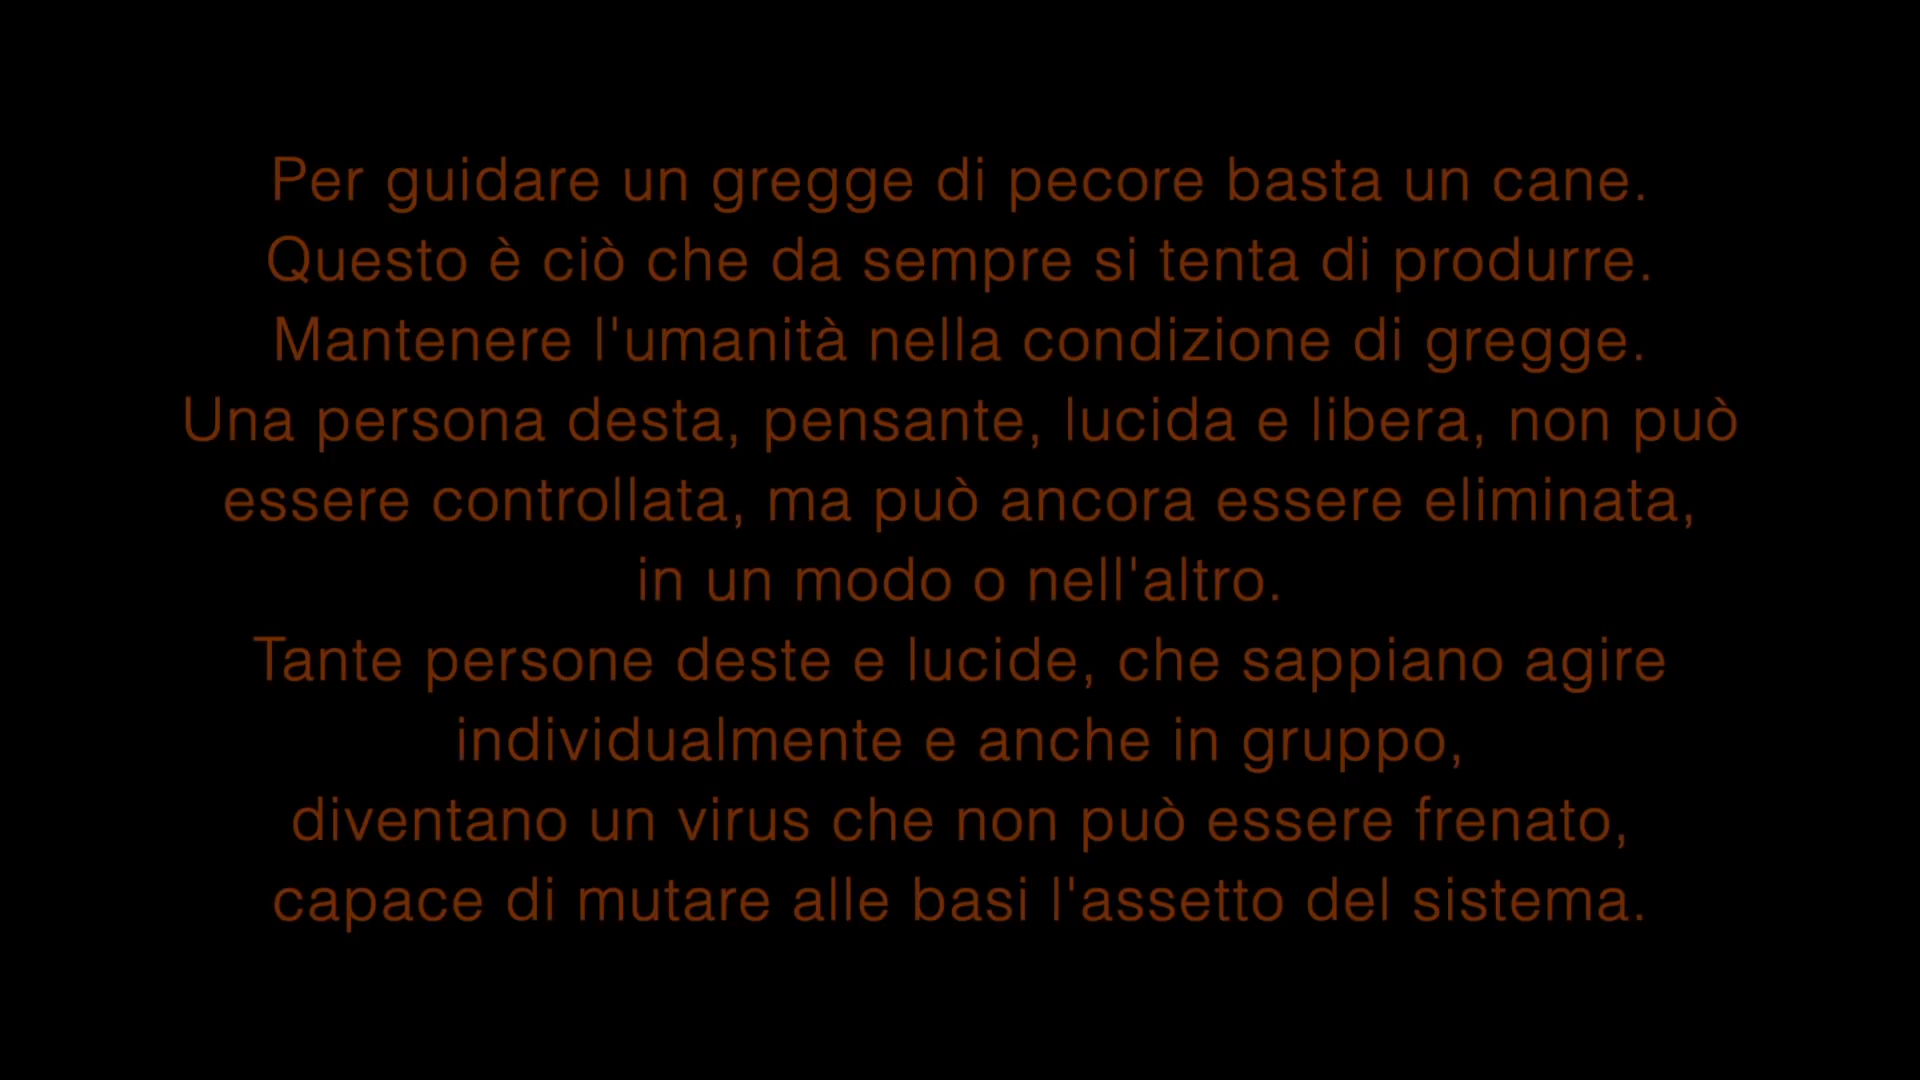 Per guidare un gregge di pecore basta un cane.
Questo è ciò che da sempre si tenta di produrre.
Mantenere l'umanità nella condizione di gregge.
Una persona desta, pensante, lucida e libera, non può
essere controllata, ma può ancora essere eliminata,
in un modo o nell'altro.
Tante persone deste e lucide, che sappiano agire
individualmente e anche in gruppo,
diventano un virus che non può essere frenato,
capace di mutare alle basi l'assetto del sistema.